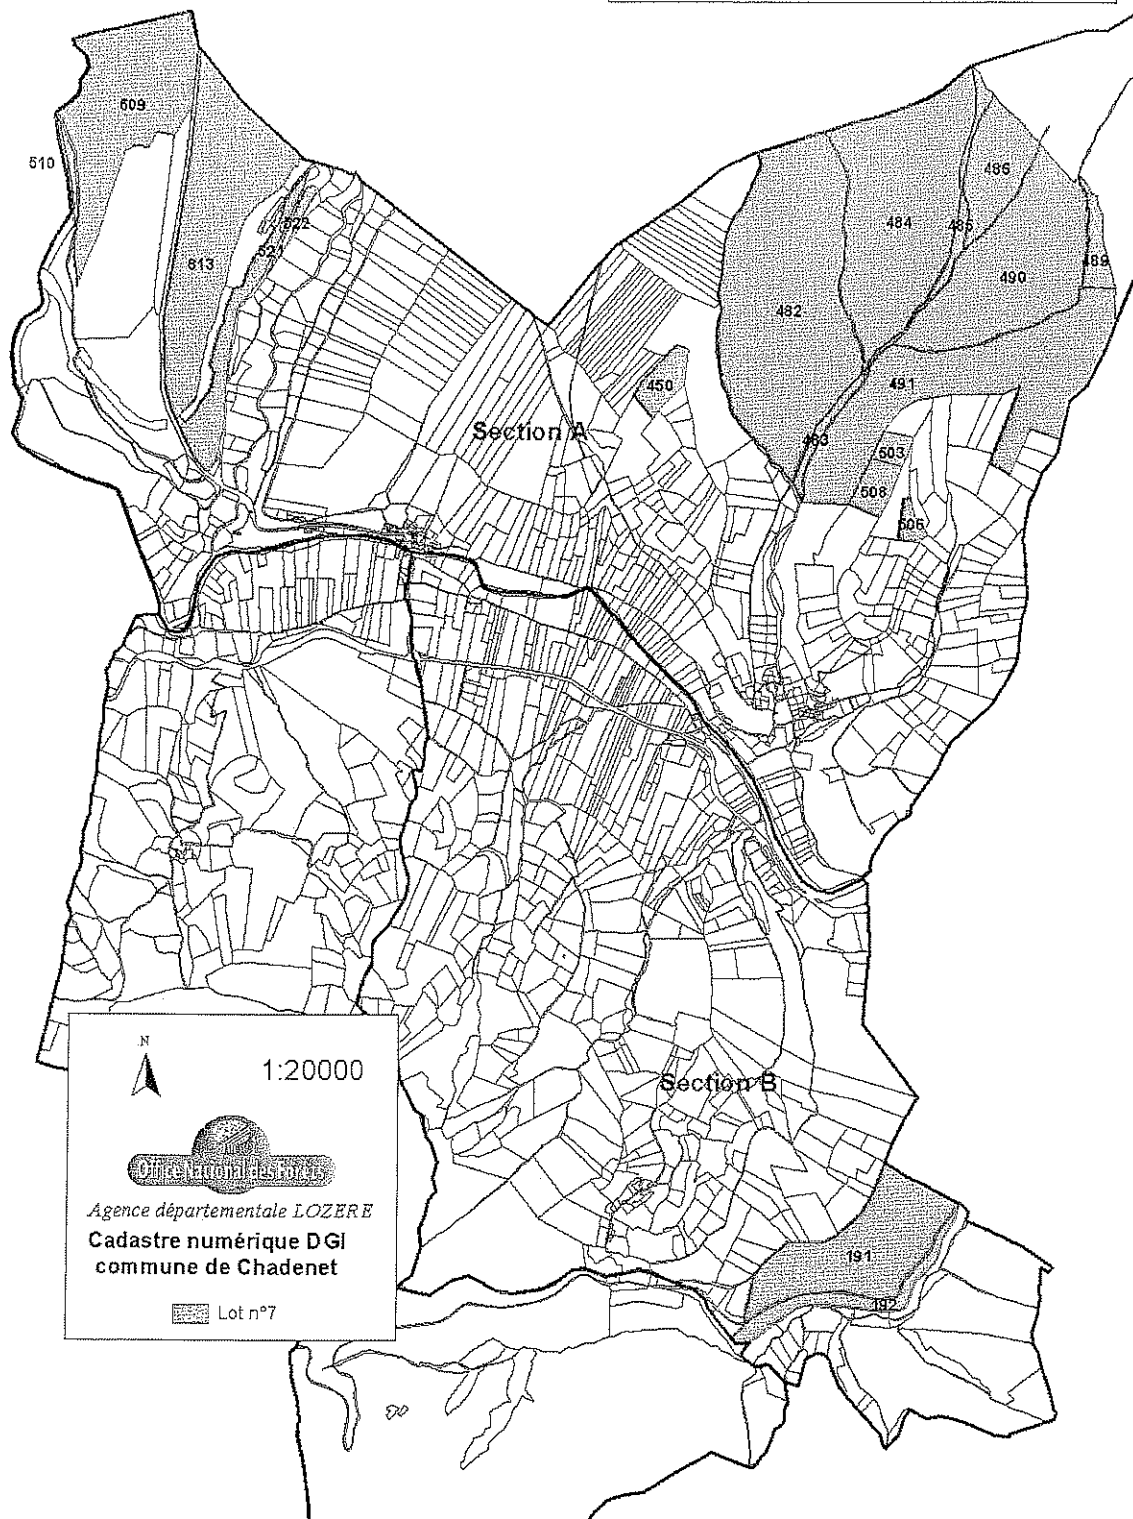 609
510
522
521
613
486
484
485
489
490
482
491
450
Section A
483
503
508
506
N
1:20000
Office National des Forêts
Agence départementale LOZERE
Cadastre numérique DGI
commune de Chadenet
Lot n°7
Section B
191
192